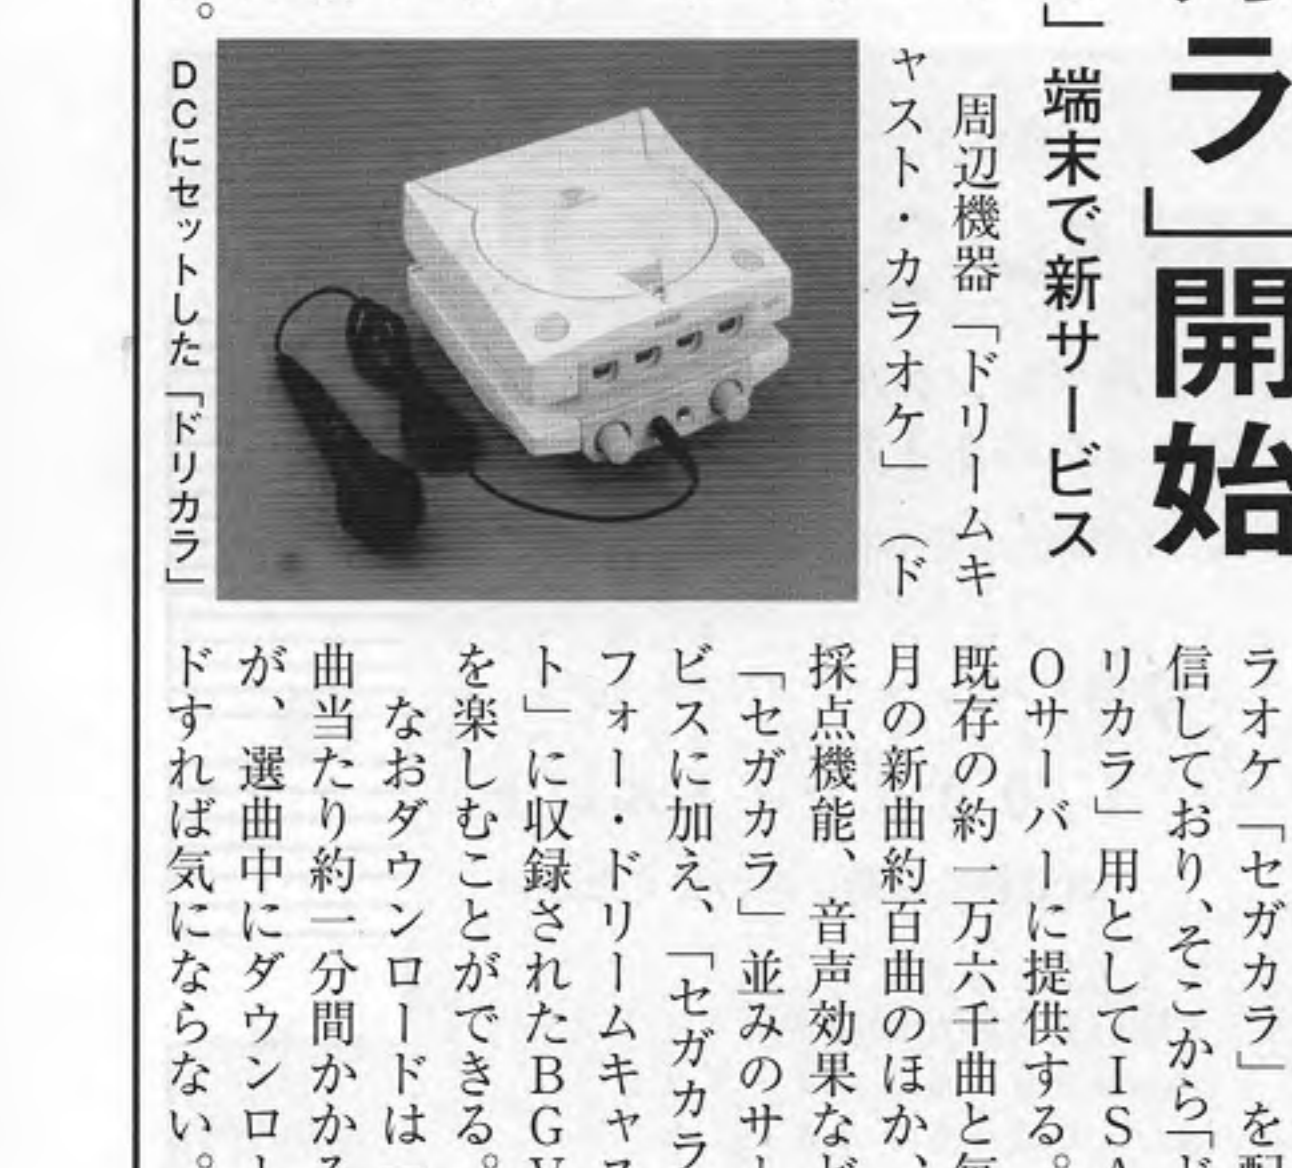 ラ」開始
」端末で新サービス
周辺機器「ドリームキ
ャスト・カラオケ」（ド
DCにセットした「ドリカラ」
ラオケ「セガカラ」を配
信しており、そこから「ド
リカラ」用としてISA
Oサーバーに提供する。
既存の約一万六千曲と毎
月の新曲約百曲のほか、
採点機能、音声効果など
「セガカラ」並みのサー
ビスに加え、「セガカラ
フォー・ドリームキャス
ト」に収録されたBGV
を楽しむことができる。
なおダウンロードは一
曲当たり約一分間かかる
が、選曲中にダウンロー
ドすれば気にならない。